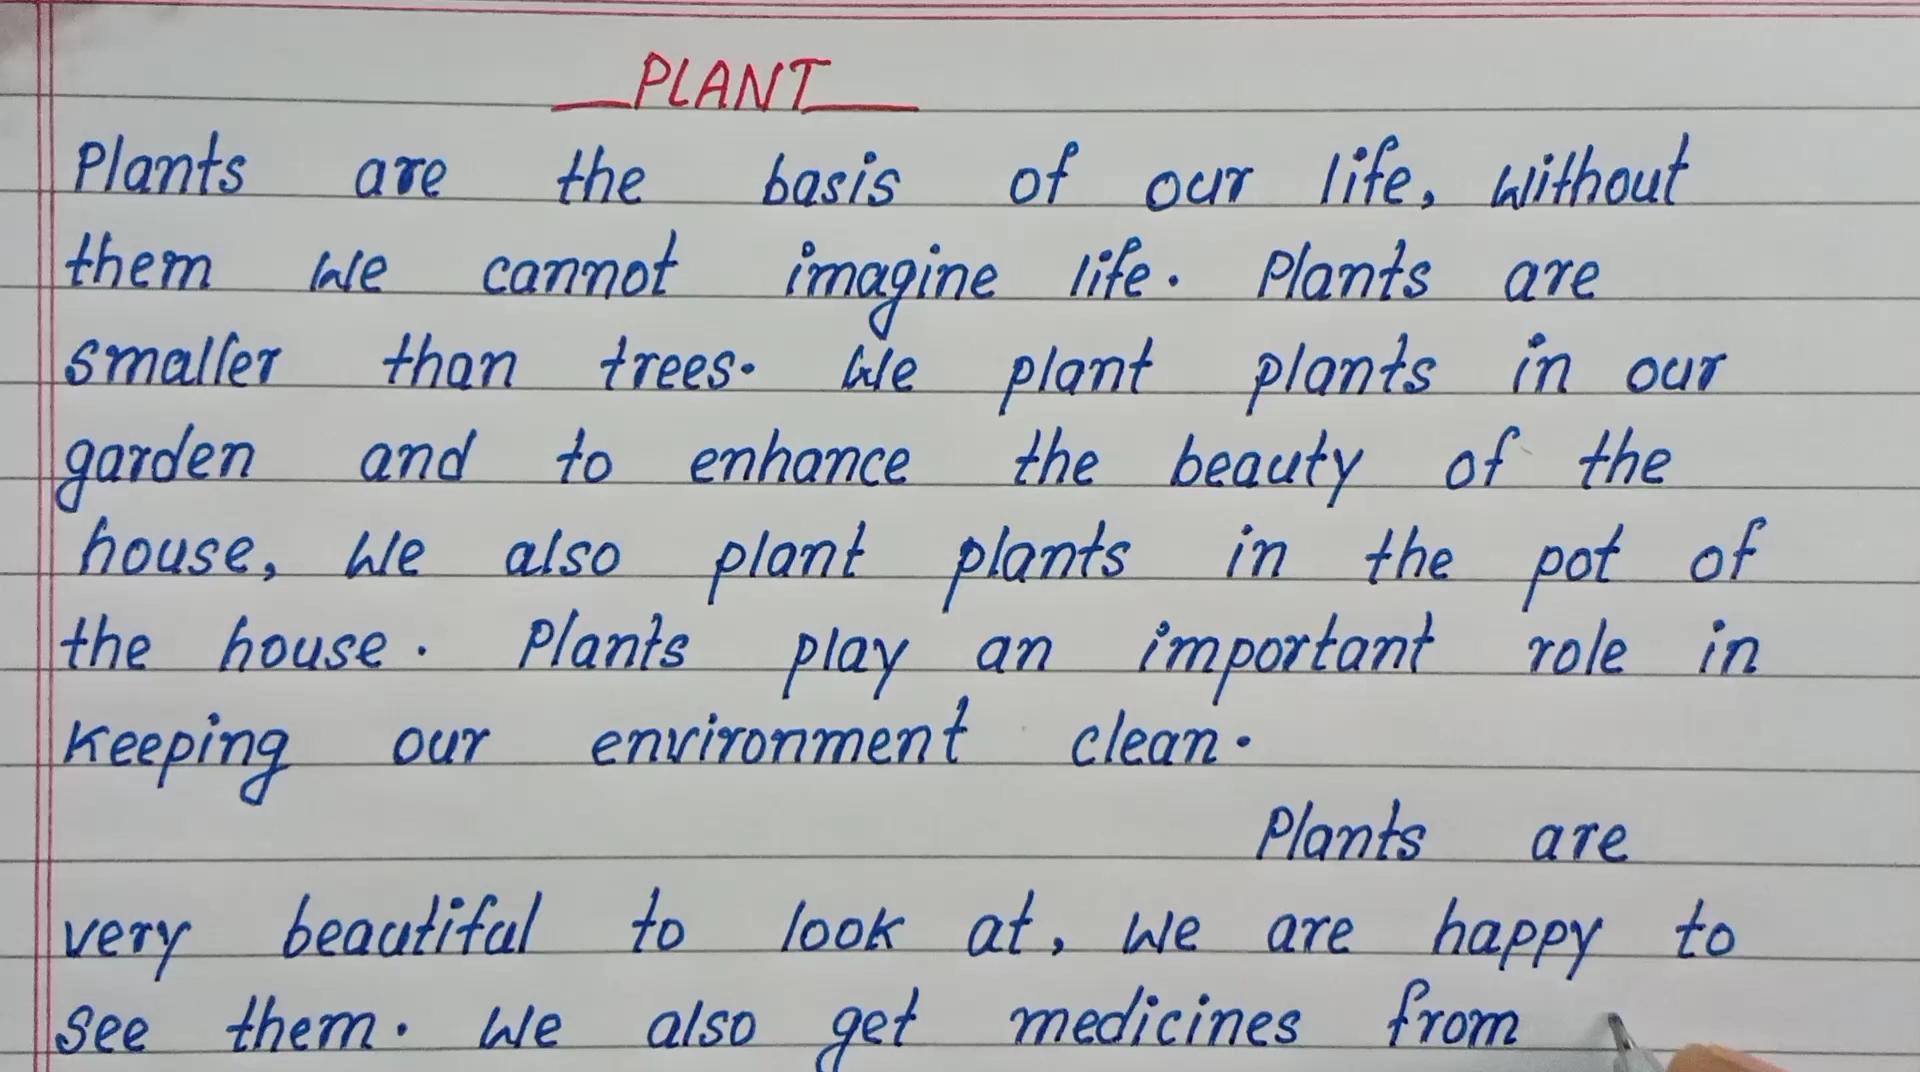 PLANT
Plants are the basis of our life, without
them we cannot imagine life. Plants are
smaller than trees. We plant plants in our
garden and to enhance the beauty of the
house, we also plant plants in the pot of
the house. Plants play an important role in
keeping our environment clean.
Plants are
very beautiful to look at, we are happy to
see them. We also get medicines from